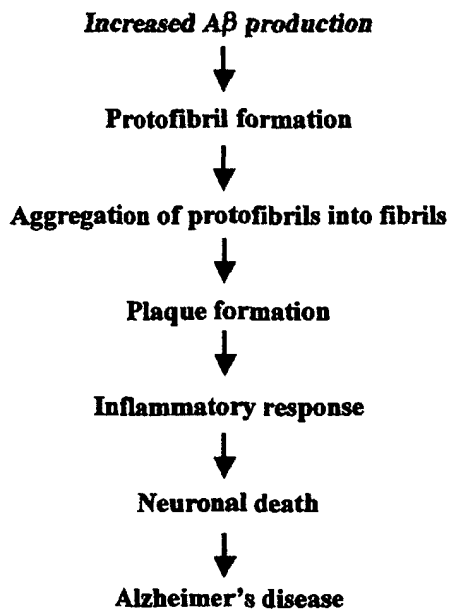 Increased Aβ production
Protofibril formation
Aggregation of protofibrils into fibrils
Plaque formation
Inflammatory response
Neuronal death
Alzheimer's disease